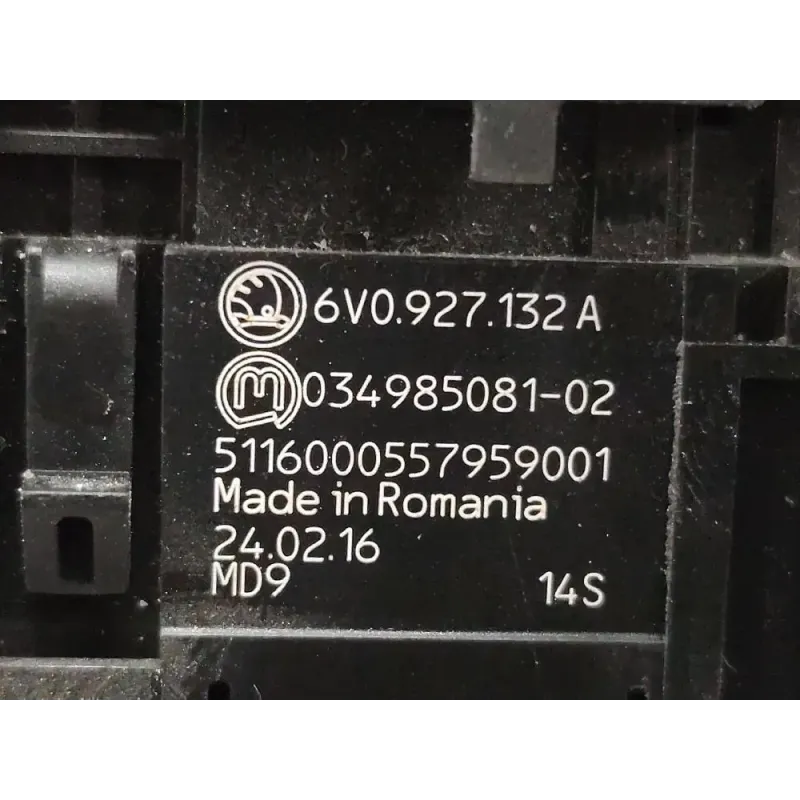 6V0.927.132 A
m 034985081-02
5116000557959001
Made in Romania
24.02.16
MD9 14S